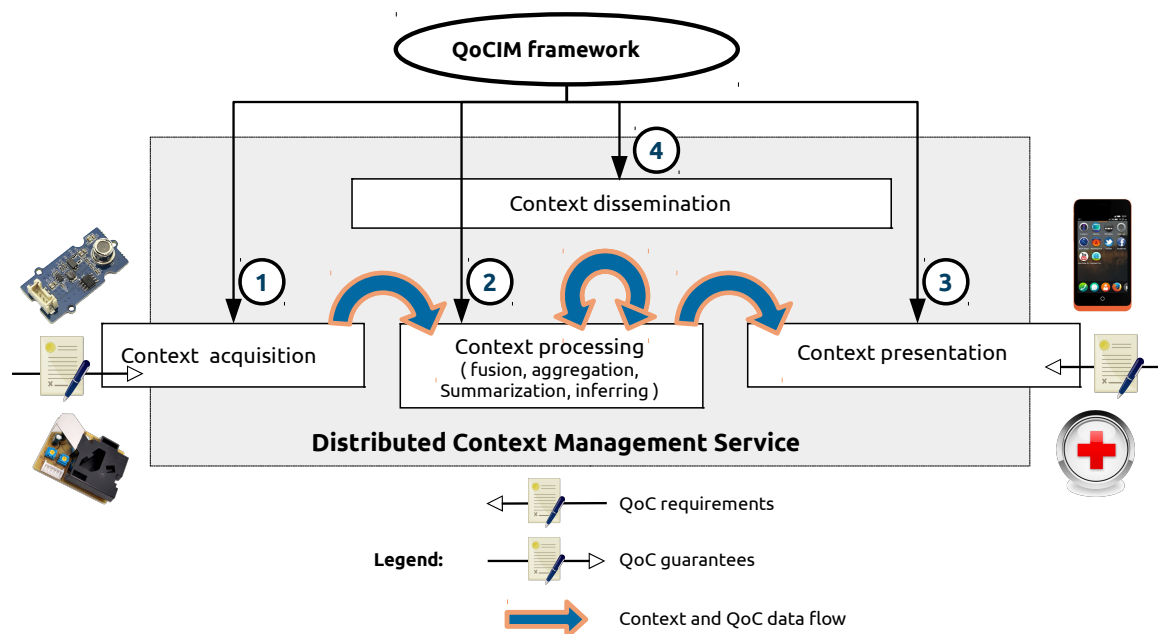 QoCIM framework
4
Context dissemination
1
2
3
Context acquisition
Context processing
( fusion, aggregation,
Summarization, inferring )
Context presentation
Distributed Context Management Service
QoC requirements
Legend:
QoC guarantees
Context and QoC data flow